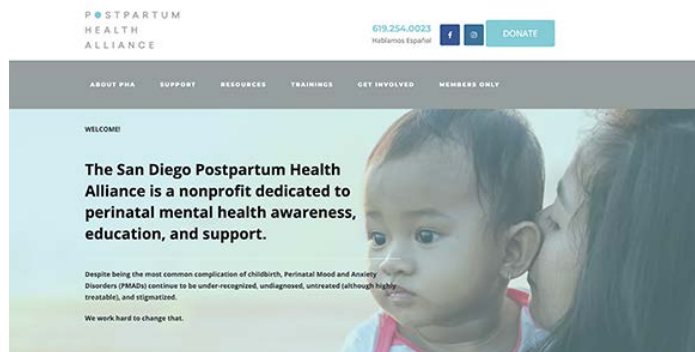 POSTPARTUM
HEALTH
ALLIANCE
619.254.0023
Hablamos Español
f
DONATE
ABOUT PHA SUPPORT RESOURCES TRAININGS GET INVOLVED MEMBERS ONLY
WELCOME!
The San Diego Postpartum Health
Alliance is a nonprofit dedicated to
perinatal mental health awareness,
education, and support.
Despite being the most common complication of childbirth, Perinatal Mood and Anxiety
Disorders (PMADs) continue to be under-recognized, undiagnosed, untreated (although highly
treatable), and stigmatized.
We work hard to change that.